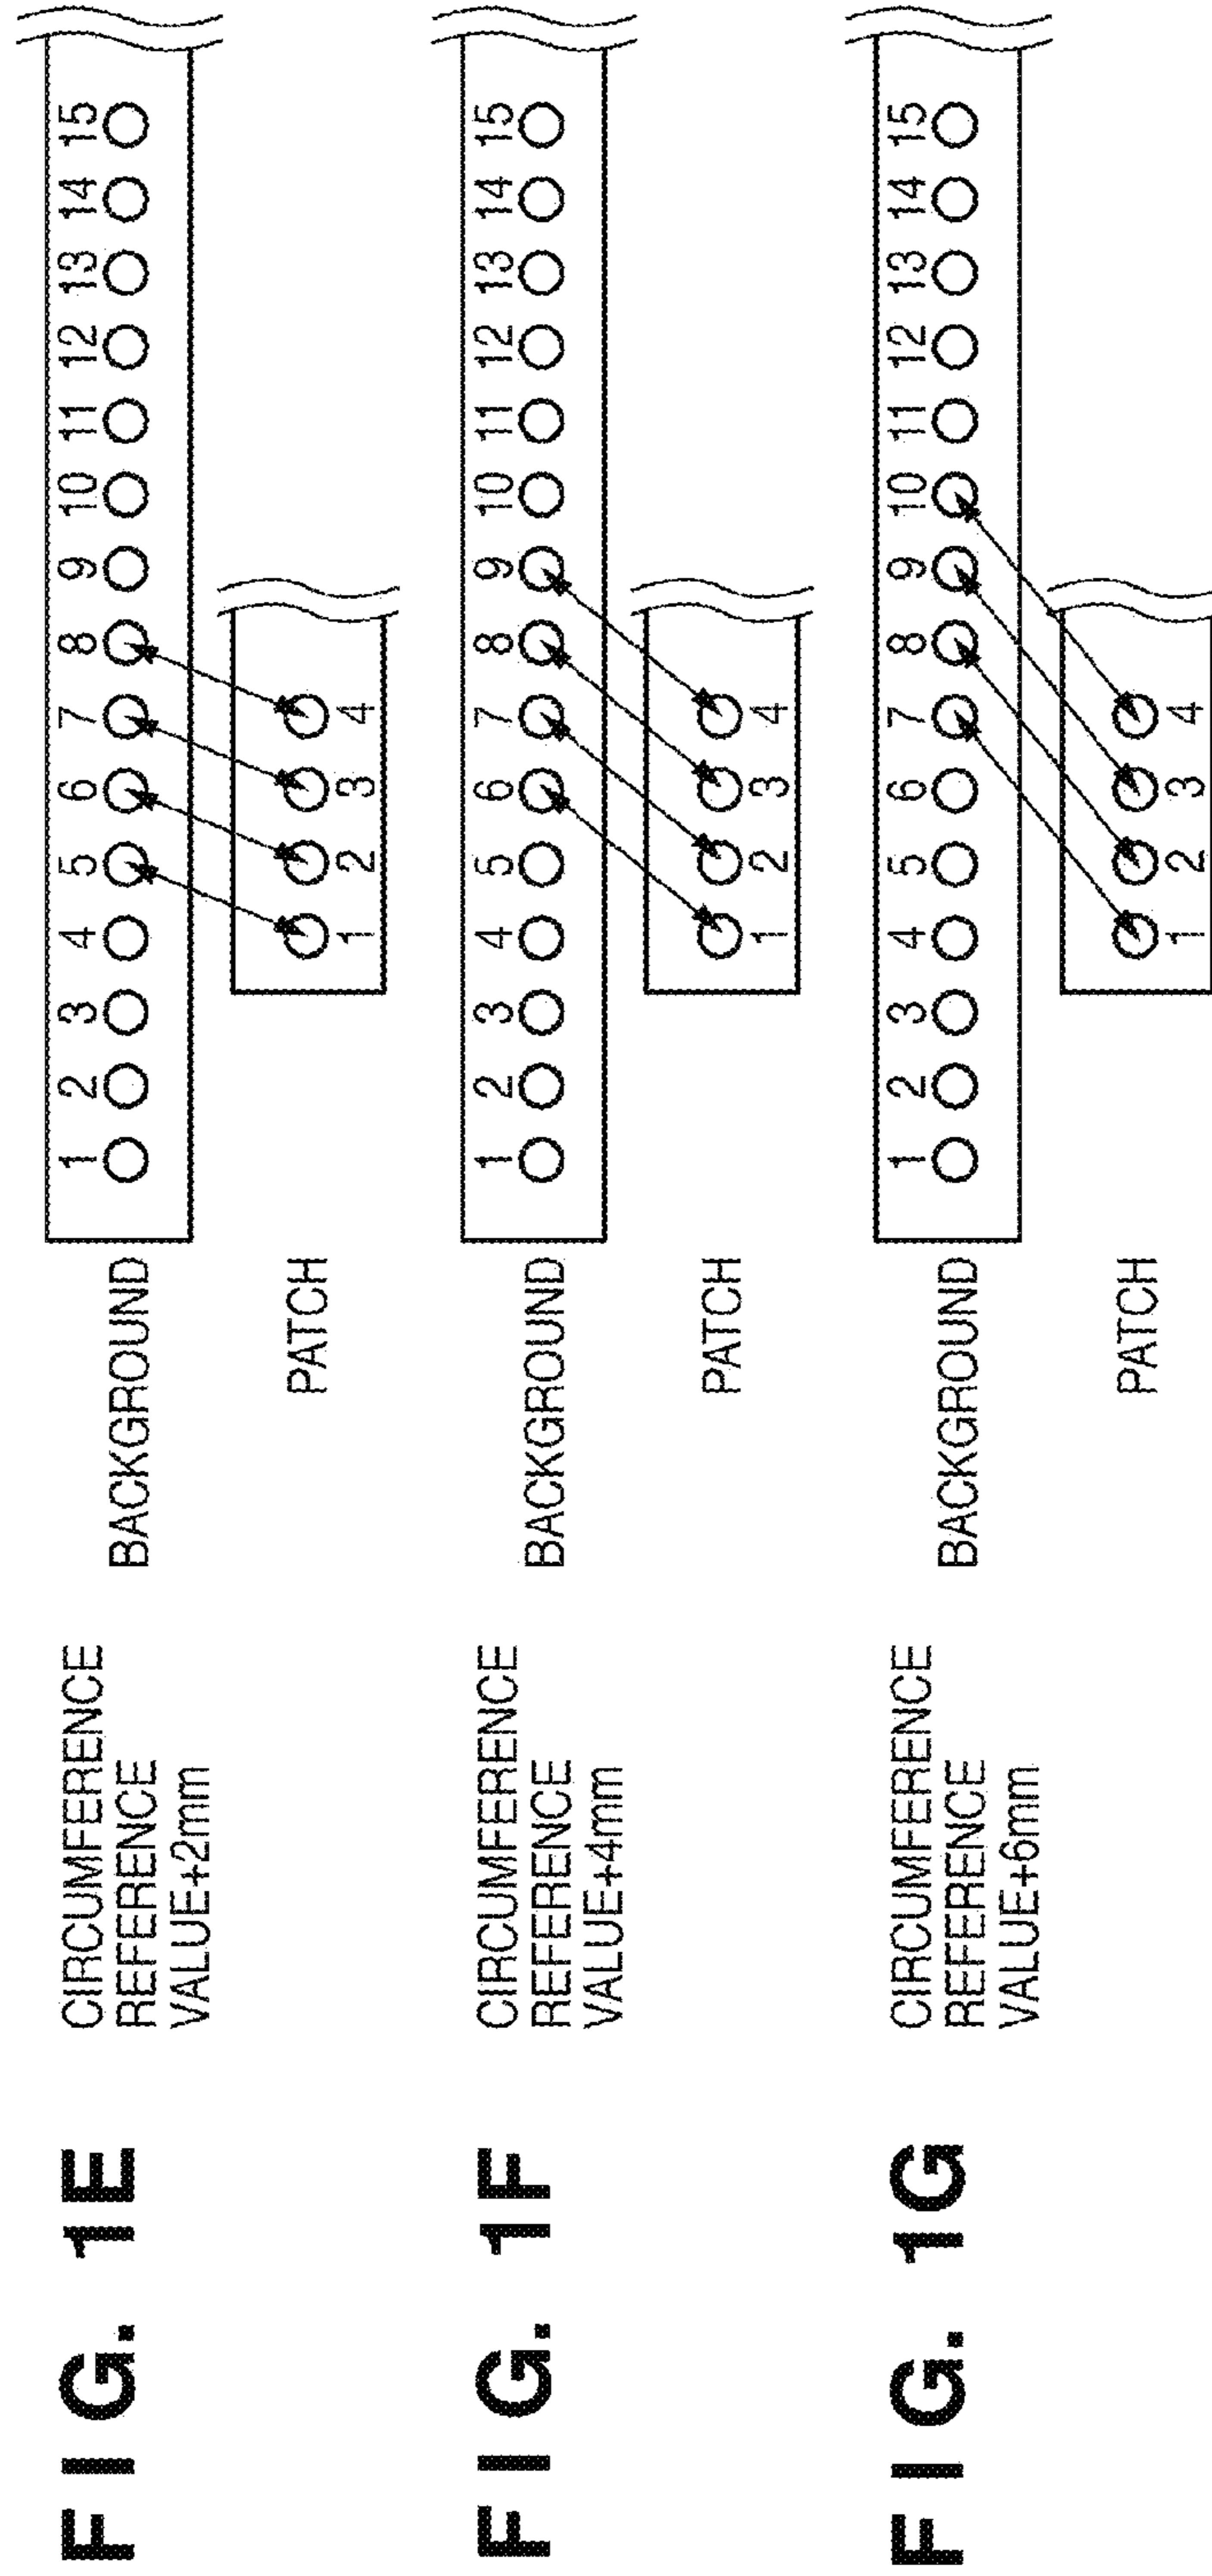 FIG. 1E
CIRCUMFERENCE
REFERENCE
VALUE+2mm
BACKGROUND
1 2 3 4 5 6 7 8 9 10 11 12 13 14 15
PATCH
1 2 3 4
FIG. 1F
CIRCUMFERENCE
REFERENCE
VALUE+4mm
BACKGROUND
1 2 3 4 5 6 7 8 9 10 11 12 13 14 15
PATCH
1 2 3 4
FIG. 1G
CIRCUMFERENCE
REFERENCE
VALUE+6mm
BACKGROUND
1 2 3 4 5 6 7 8 9 10 11 12 13 14 15
PATCH
1 2 3 4